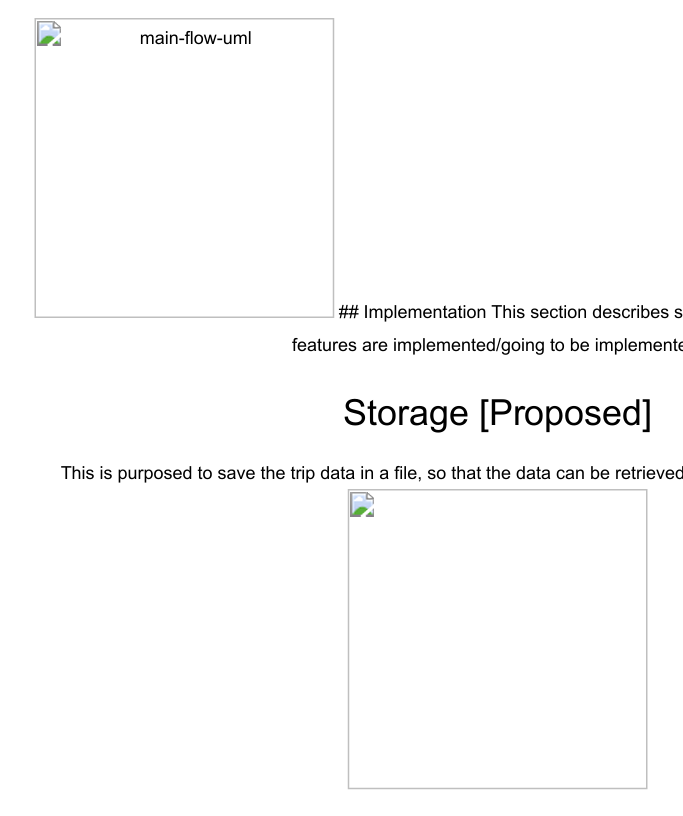 main-flow-uml
## Implementation This section describes s
features are implemented/going to be implemente
Storage [Proposed]
This is purposed to save the trip data in a file, so that the data can be retrieved